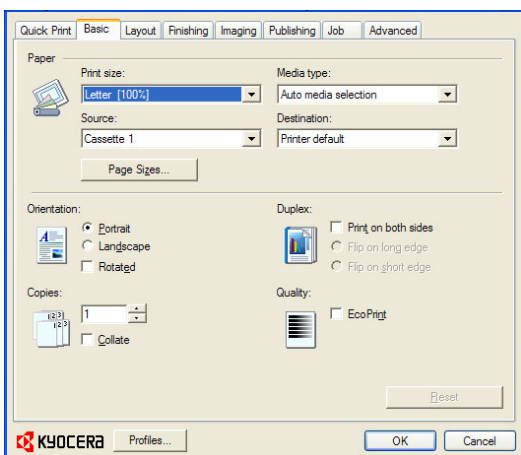 Quick Print Basic Layout Finishing Imaging Publishing Job Advanced
Paper
Print size: Media type:
Letter [100%] Auto media selection
Source: Destination:
Cassette 1 Printer default
Page Sizes...
Orientation: Duplex:
Portrait Print on both sides
Landscape Flip on long edge
Rotated Flip on short edge
Copies: Quality:
1 EcoPrint
Collate
Reset
KYOCERA Profiles... OK Cancel